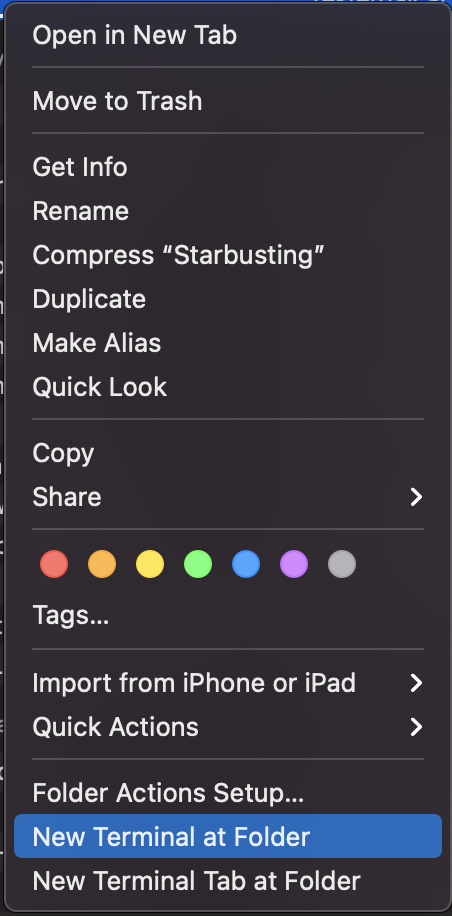 Open in New Tab
Move to Trash
Get Info
Rename
Compress “Starbusting”
Duplicate
Make Alias
Quick Look
Copy
Share
Tags...
Import from iPhone or iPad
Quick Actions
Folder Actions Setup...
New Terminal at Folder
New Terminal Tab at Folder